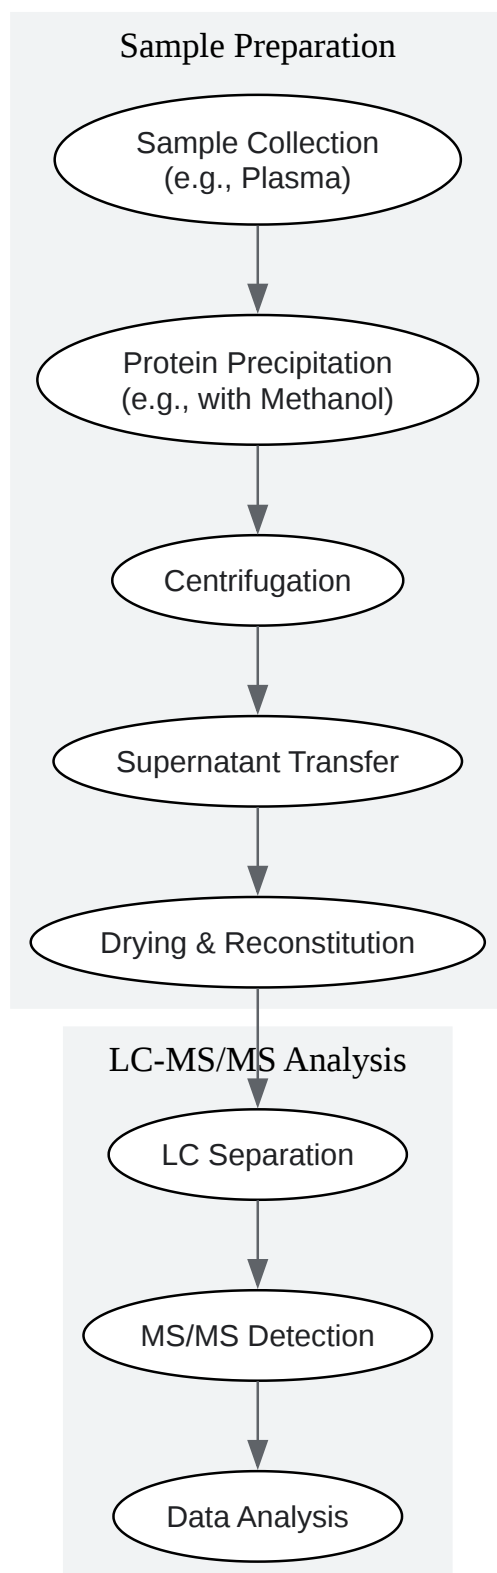 Sample Preparation
Sample Collection
(e.g., Plasma)
Protein Precipitation
(e.g., with Methanol)
Centrifugation
Supernatant Transfer
Drying & Reconstitution
LC-MS/MS Analysis
LC Separation
MS/MS Detection
Data Analysis